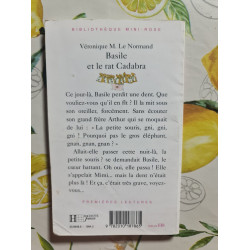 BIBLIOTHÈQUE MINI-ROSE
Véronique M. Le Normand
Basile
et le rat Cadabra
Ce jour-là, Basile perdit une dent. Que
vouliez-vous qu'il en fît ? Il la mit sous
son oreiller, forcément. Sans écouter
son grand frère Arthur qui se moquait
de lui : « La petite souris, gni, gni,
gni ! Pourquoi pas le gros éléphant,
gnan, gnan, gnan ! »
Allait-elle passer cette nuit-là, la
petite souris ? se demandait Basile, le
cœur battant. Oh oui, elle passa ! Elle
s'appelait Mimi, mais la dent n'était
plus là ! Et ça, c'était très grave, voyez-
vous...
PREMIÈRES LECTURES
H